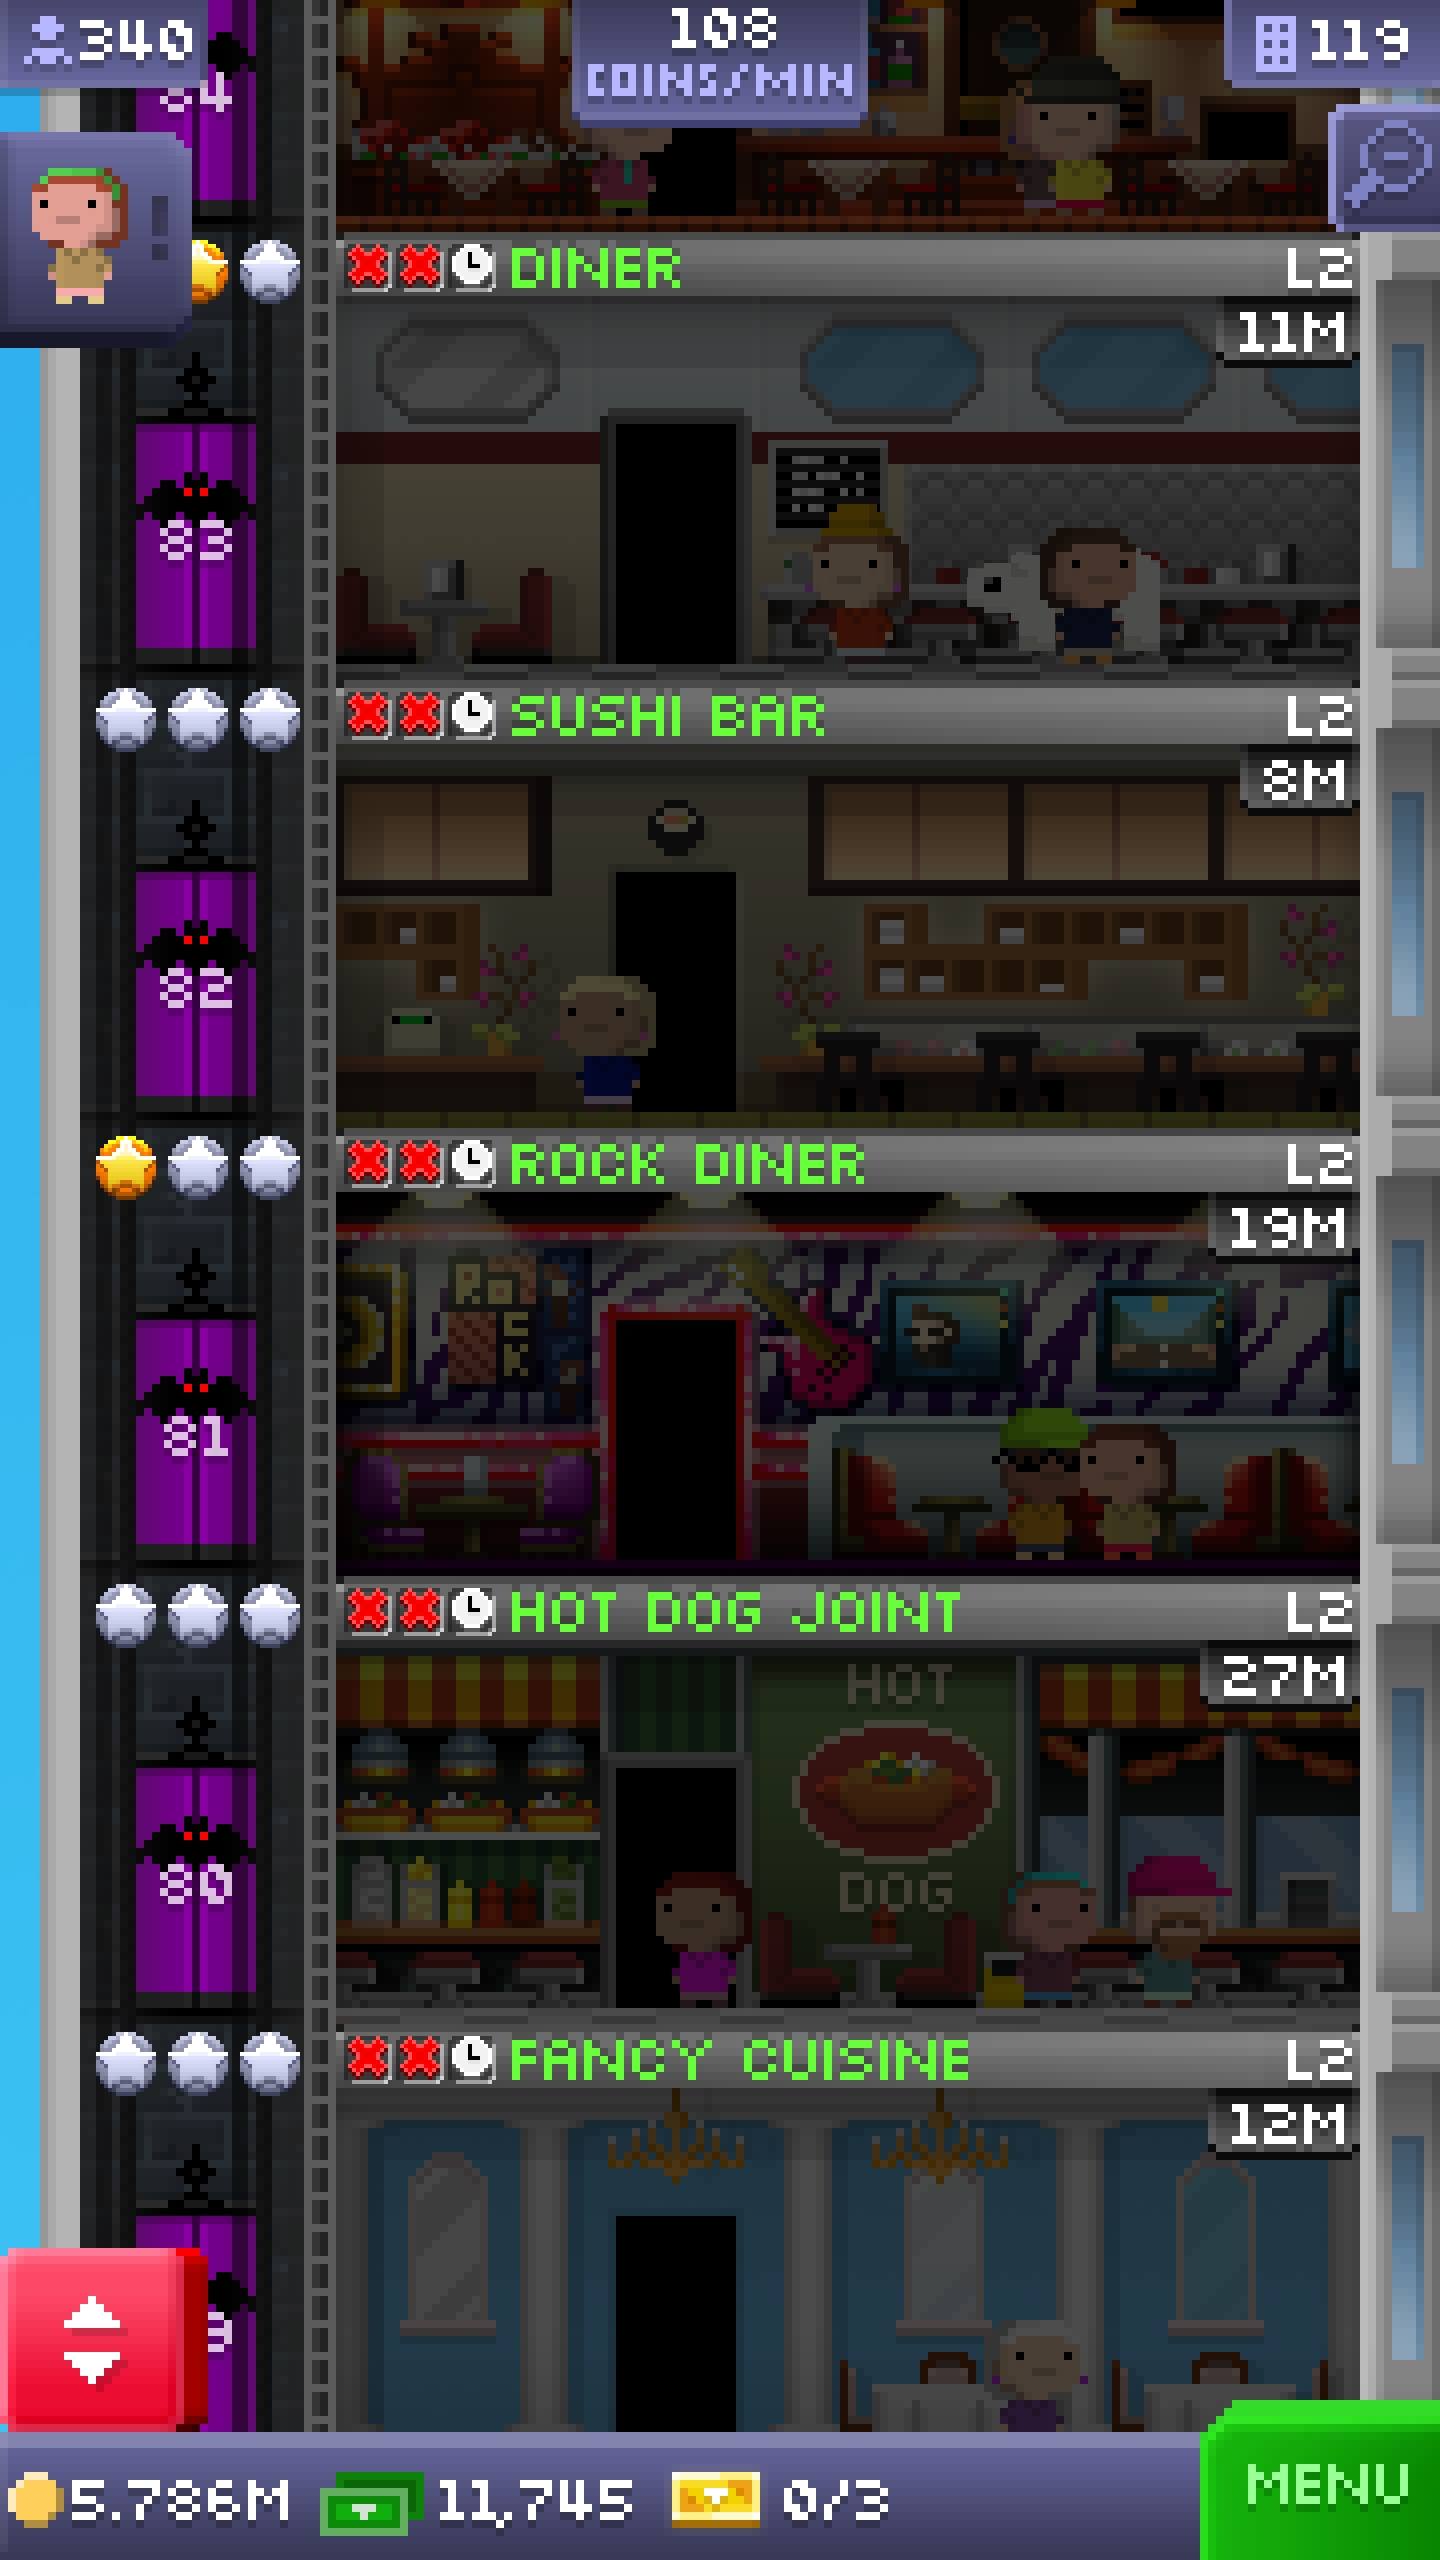 340
108
COINS/MIN
119
84
DINER L2
11M
83
SUSHI BAR L2
8M
82
ROCK DINER L2
19M
ROCK
81
HOT DOG JOINT L2
27M
HOT
DOG
80
FANCY CUISINE L2
12M
5.786M 11,745 0/3 MENU